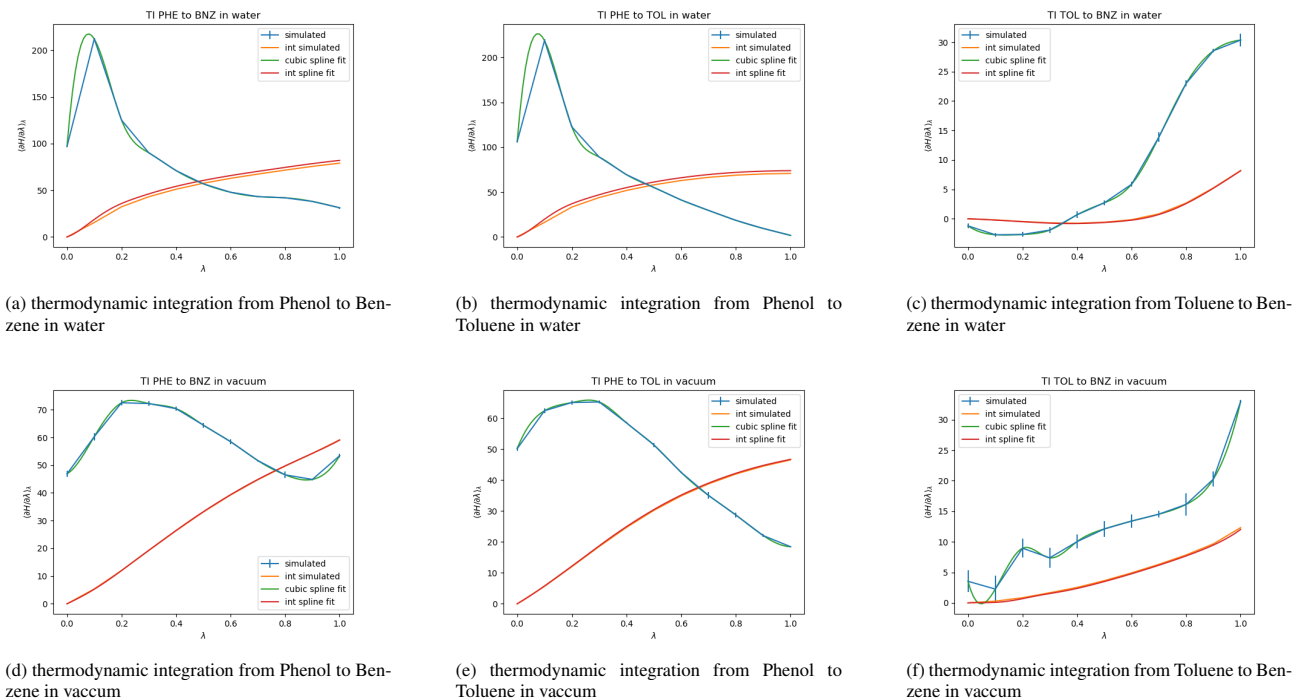 TI PHE to BNZ in water
simulated
int simulated
cubic spline fit
int spline fit
200
150
100
50
0
⟨∂H/∂λ⟩λ
0.0 0.2 0.4 0.6 0.8 1.0
λ
(a) thermodynamic integration from Phenol to Ben-
zene in water
TI PHE to TOL in water
simulated
int simulated
cubic spline fit
int spline fit
200
150
100
50
0
⟨∂H/∂λ⟩λ
0.0 0.2 0.4 0.6 0.8 1.0
λ
(b) thermodynamic integration from Phenol to
Toluene in water
TI TOL to BNZ in water
simulated
int simulated
cubic spline fit
int spline fit
30
25
20
15
10
5
0
−5
⟨∂H/∂λ⟩λ
0.0 0.2 0.4 0.6 0.8 1.0
λ
(c) thermodynamic integration from Toluene to Ben-
zene in water
TI PHE to BNZ in vacuum
70
60
50
40
30
20
10
0
⟨∂H/∂λ⟩λ
simulated
int simulated
cubic spline fit
int spline fit
0.0 0.2 0.4 0.6 0.8 1.0
λ
(d) thermodynamic integration from Phenol to Ben-
zene in vaccum
TI PHE to TOL in vacuum
simulated
int simulated
cubic spline fit
int spline fit
60
50
40
30
20
10
0
⟨∂H/∂λ⟩λ
0.0 0.2 0.4 0.6 0.8 1.0
λ
(e) thermodynamic integration from Phenol to
Toluene in vaccum
TI TOL to BNZ in vacuum
simulated
int simulated
cubic spline fit
int spline fit
30
25
20
15
10
5
0
⟨∂H/∂λ⟩λ
0.0 0.2 0.4 0.6 0.8 1.0
λ
(f) thermodynamic integration from Toluene to Ben-
zene in vaccum